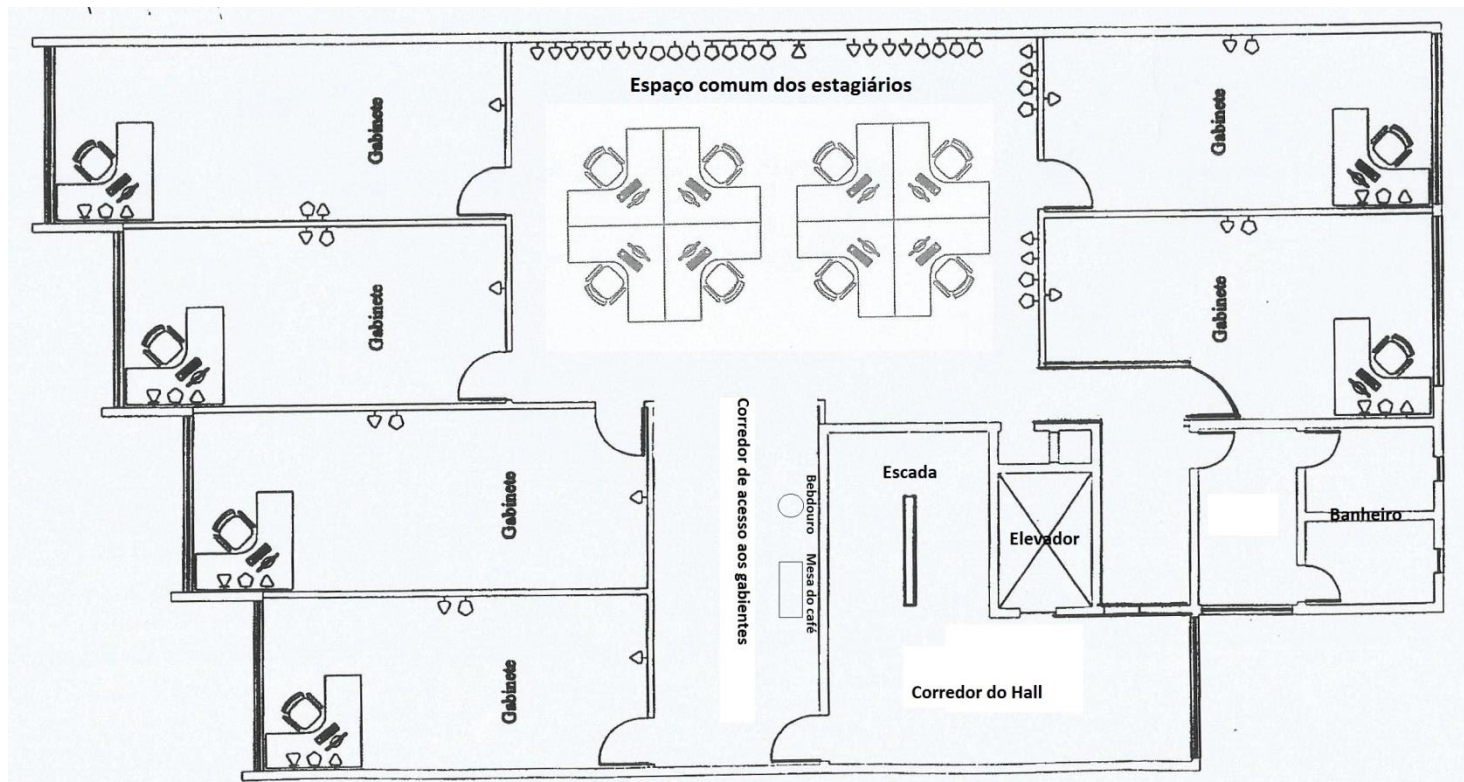 Espaço comum dos estagiários
Gabinete
Gabinete
Gabinete
Gabinete
Gabinete
Gabinete
Corredor de acesso aos gabientes
Bebdouro
Mesa do café
Escada
Elevador
Banheiro
Corredor do Hall